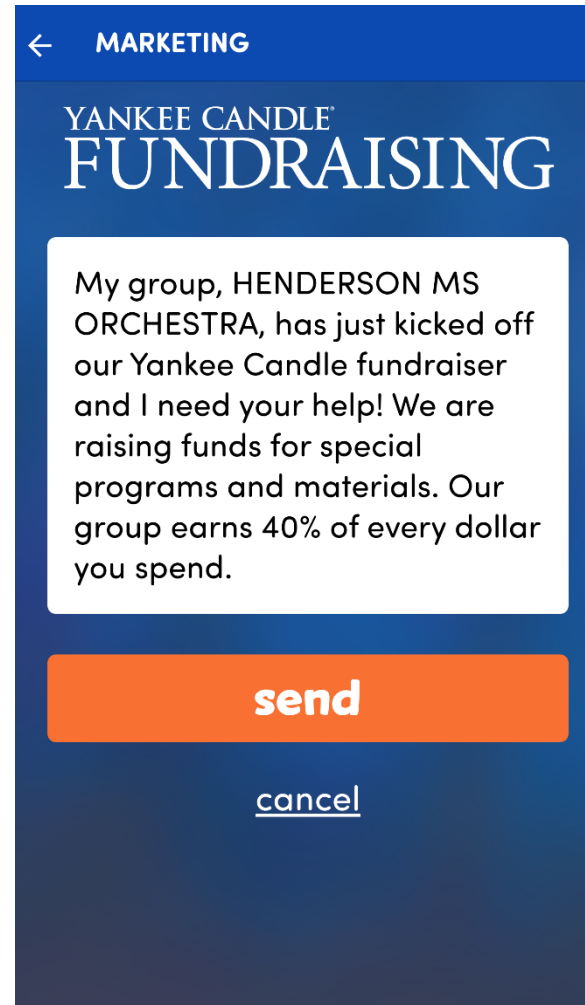 MARKETING
YANKEE CANDLE®
FUNDRAISING
My group, HENDERSON MS
ORCHESTRA, has just kicked off
our Yankee Candle fundraiser
and I need your help! We are
raising funds for special
programs and materials. Our
group earns 40% of every dollar
you spend.
send
cancel